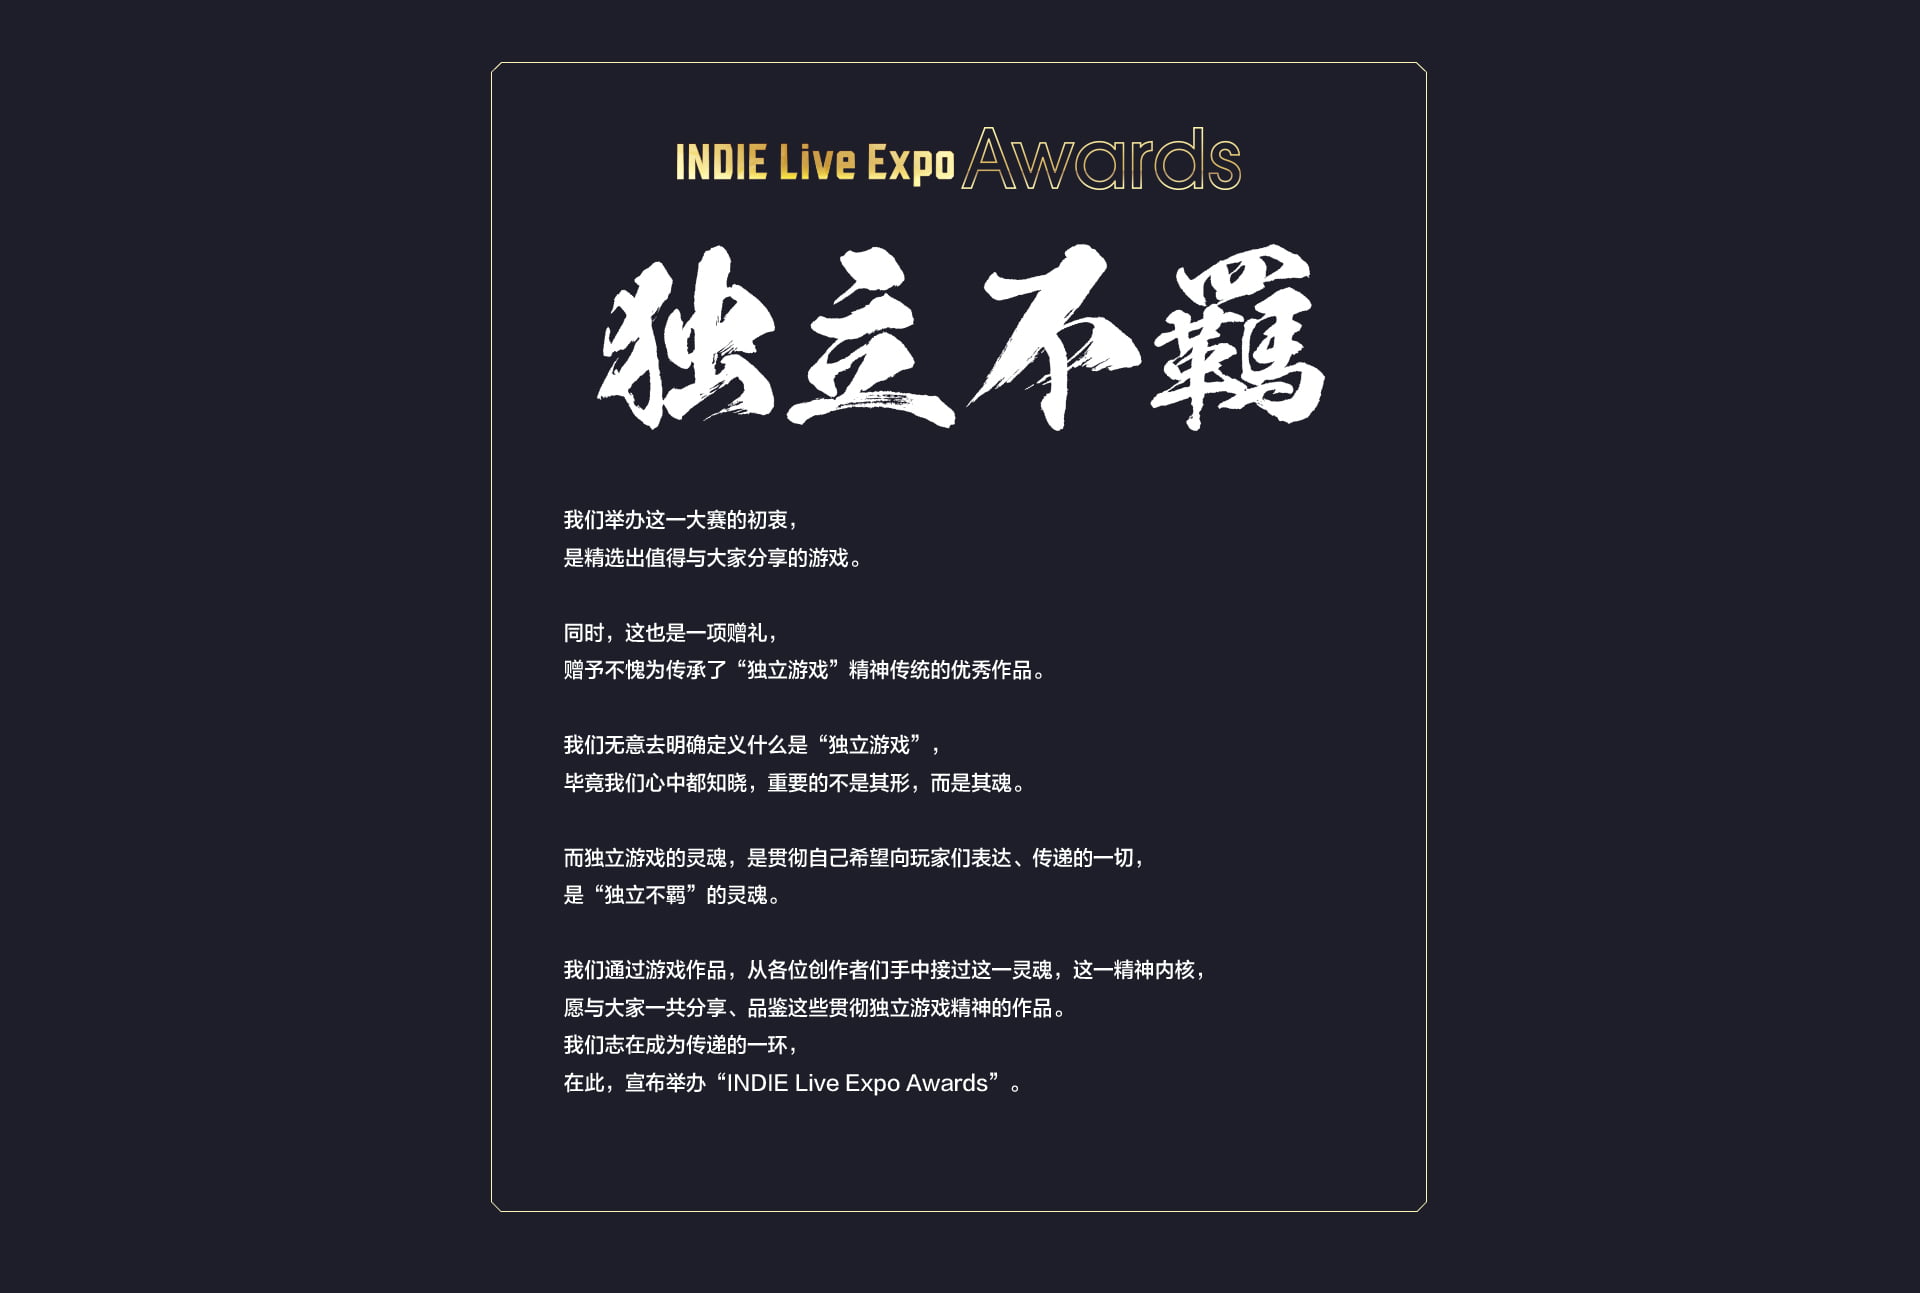 INDIE Live Expo Awards
独立不羈
我们举办这一大赛的初衷，
是精选出值得与大家分享的游戏。
同时，这也是一项赠礼，
赠予不愧为传承了“独立游戏”精神传统的优秀作品。
我们无意去明确定义什么是“独立游戏”，
毕竟我们心中都知晓，重要的不是其形，而是其魂。
而独立游戏的灵魂，是贯彻自己希望向玩家们表达、传递的一切，
是“独立不羁”的灵魂。
我们通过游戏作品，从各位创作者们手中接过这一灵魂，这一精神内核，
愿与大家一共分享、品鉴这些贯彻独立游戏精神的作品。
我们志在成为传递的一环，
在此，宣布举办“INDIE Live Expo Awards”。